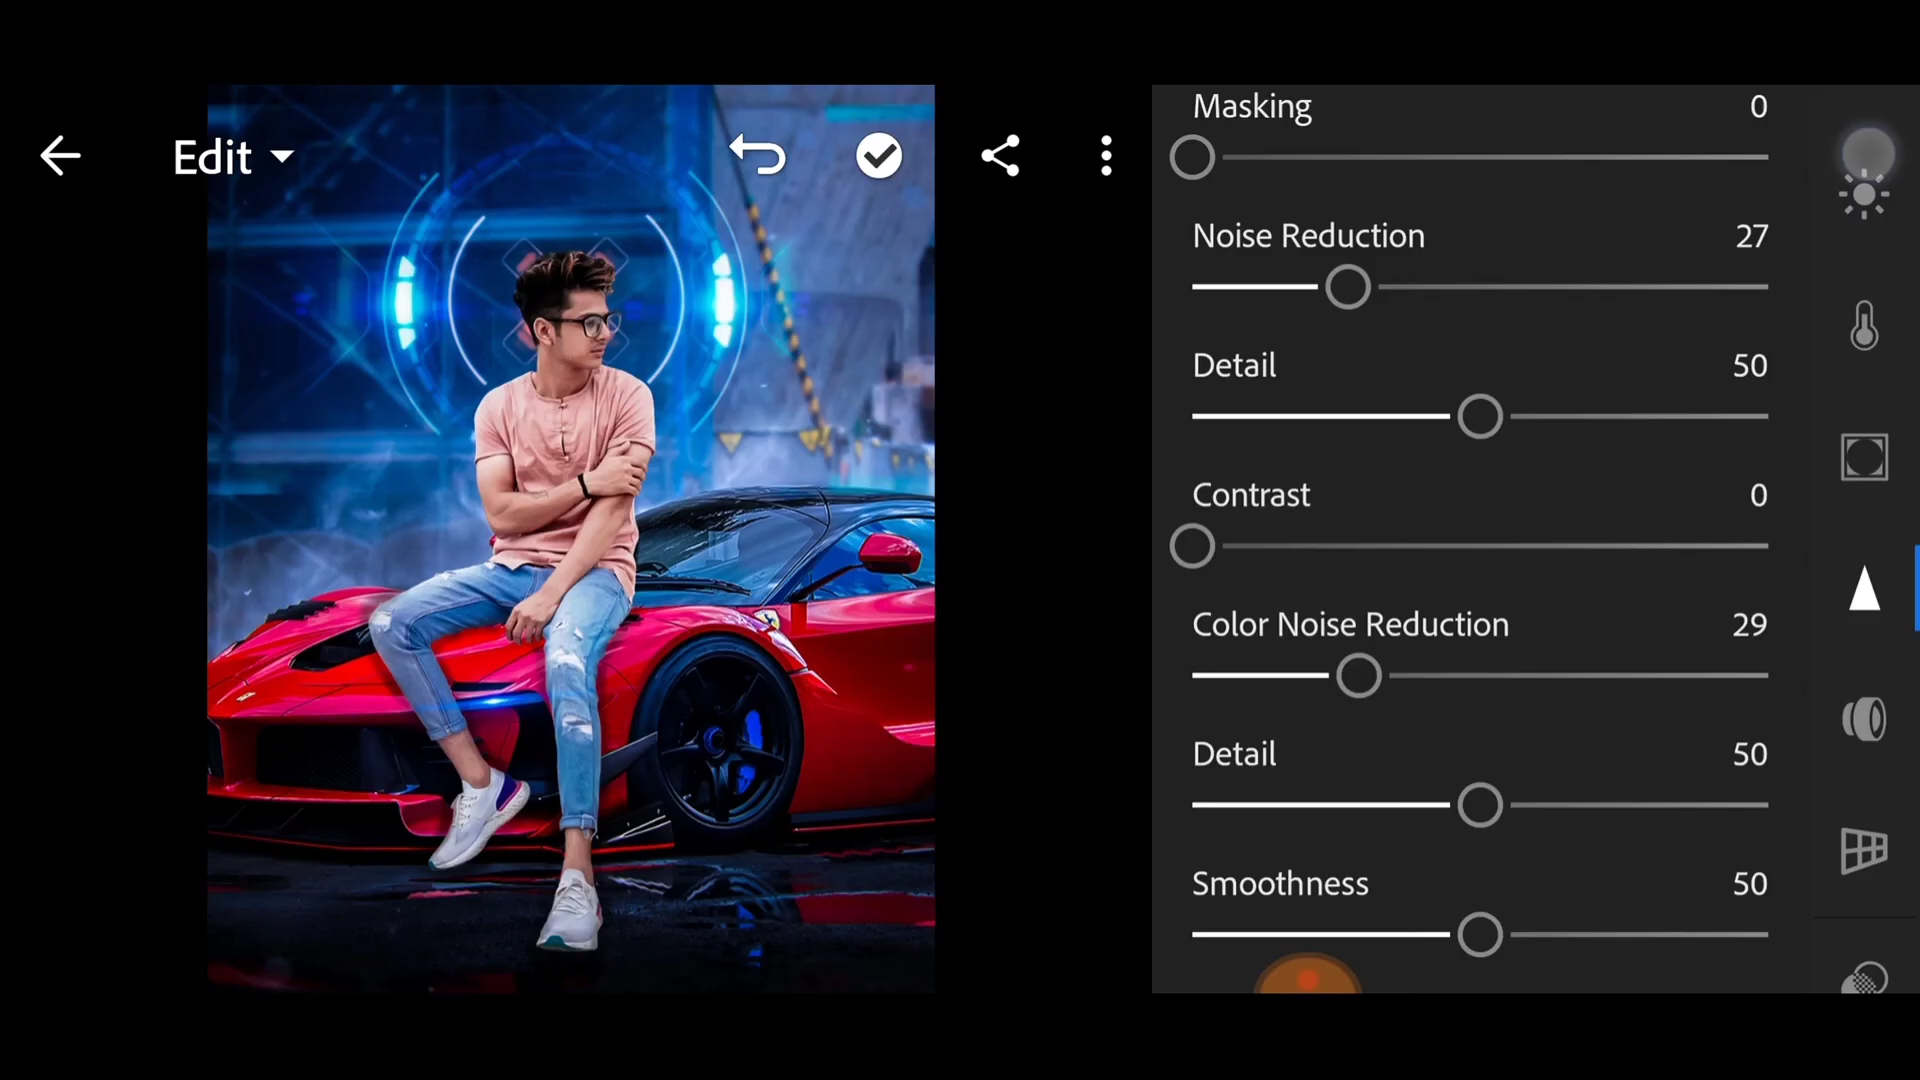 Edit
Masking 0
Noise Reduction 27
Detail 50
Contrast 0
Color Noise Reduction 29
Detail 50
Smoothness 50